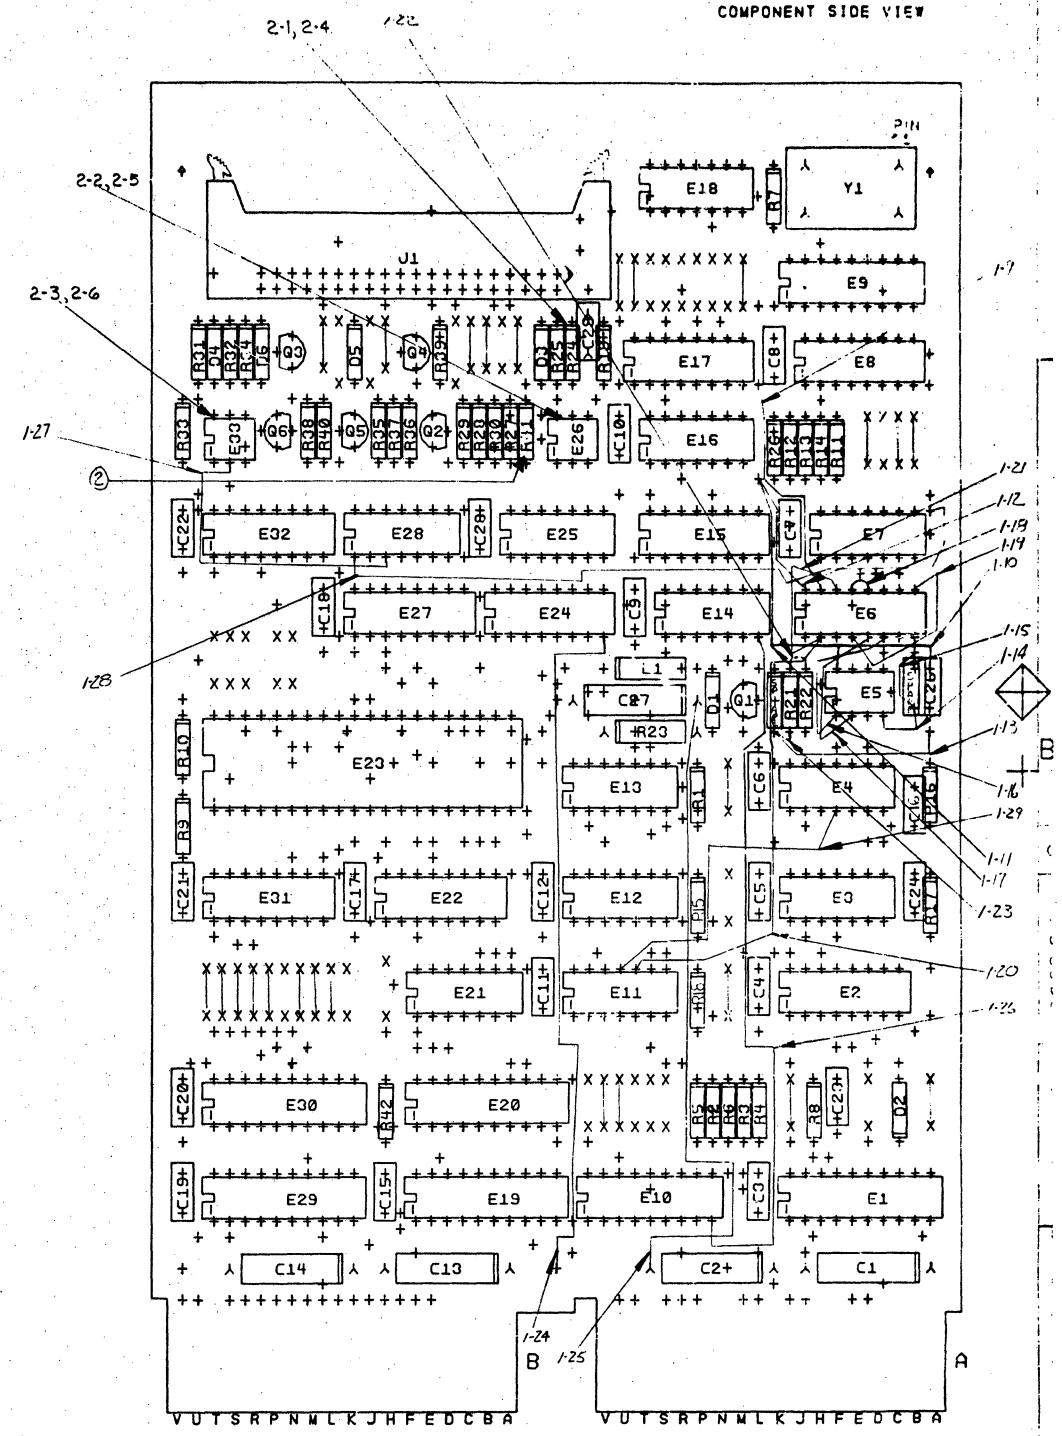 COMPONENT SIDE VIEW
2-1, 2-4
1-22
PIN
2-2, 2-5
E18
R7
Y1
J1
1-9
E9
2-3, 2-6
R31 D4 R32 R34 D6 Q3 D5 Q4 R39 D3 R25 R24 C29 R18 E17 C8 E8
1-27
R33 E33 Q6 R38 R40 Q5 R35 R37 R36 Q2 R29 R28 R30 R27 R41 E26 C10 E16 R26 R12 R13 R14 R11
2
1-21
1-12
C22 E32 E28 C28 E25 E15 C7 E7
1-18
1-19
1-10
C18 E27 E24 C9 E14 E6
1-15
1-14
1-28
L1
C27 D1 Q1 R21 R22 E5 C26
R10 E23 R23
1-13
B
E13 R1 C6 E4 C16 R16
1-16
1-29
R9
1-11
1-17
C21 E31 C17 E22 C12 E12 R15 C5 E3 C24 R17
1-23
1-20
E21 C11 E11 C4 E2
1-26
C20 E30 R42 E20 R5 R2 R6 R3 R4 R8 C23 D2
C19 E29 C15 E19 E10 C3 E1
C14 C13 C2 C1
1-24
1-25
B
A
V U T S R P N M L K J H F E D C B A V U T S R P N M L K J H F E D C B A